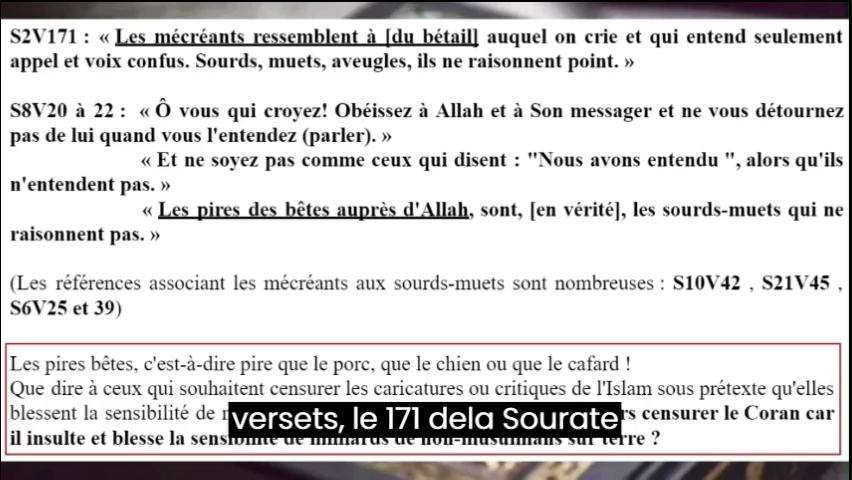 S2V171 : « Les mécréants ressemblent à [du bétail] auquel on crie et qui entend seulement
appel et voix confus. Sourds, muets, aveugles, ils ne raisonnent point. »
S8V20 à 22 : « Ô vous qui croyez! Obéissez à Allah et à Son messager et ne vous détournez
pas de lui quand vous l'entendez (parler). »
« Et ne soyez pas comme ceux qui disent : "Nous avons entendu ", alors qu'ils
n'entendent pas. »
« Les pires des bêtes auprès d'Allah, sont, [en vérité], les sourds-muets qui ne
raisonnent pas. »
(Les références associant les mécréants aux sourds-muets sont nombreuses : S10V42 , S21V45 ,
S6V25 et 39)
Les pires bêtes, c'est-à-dire pire que le porc, que le chien ou que le cafard !
Que dire à ceux qui souhaitent censurer les caricatures ou critiques de l'Islam sous prétexte qu'elles
blessent la sensibilité de censurer le Coran car
versets, le 171 dela Sourate
il insulte et blesse la sensibilité de milliards de non-musulmans sur terre ?